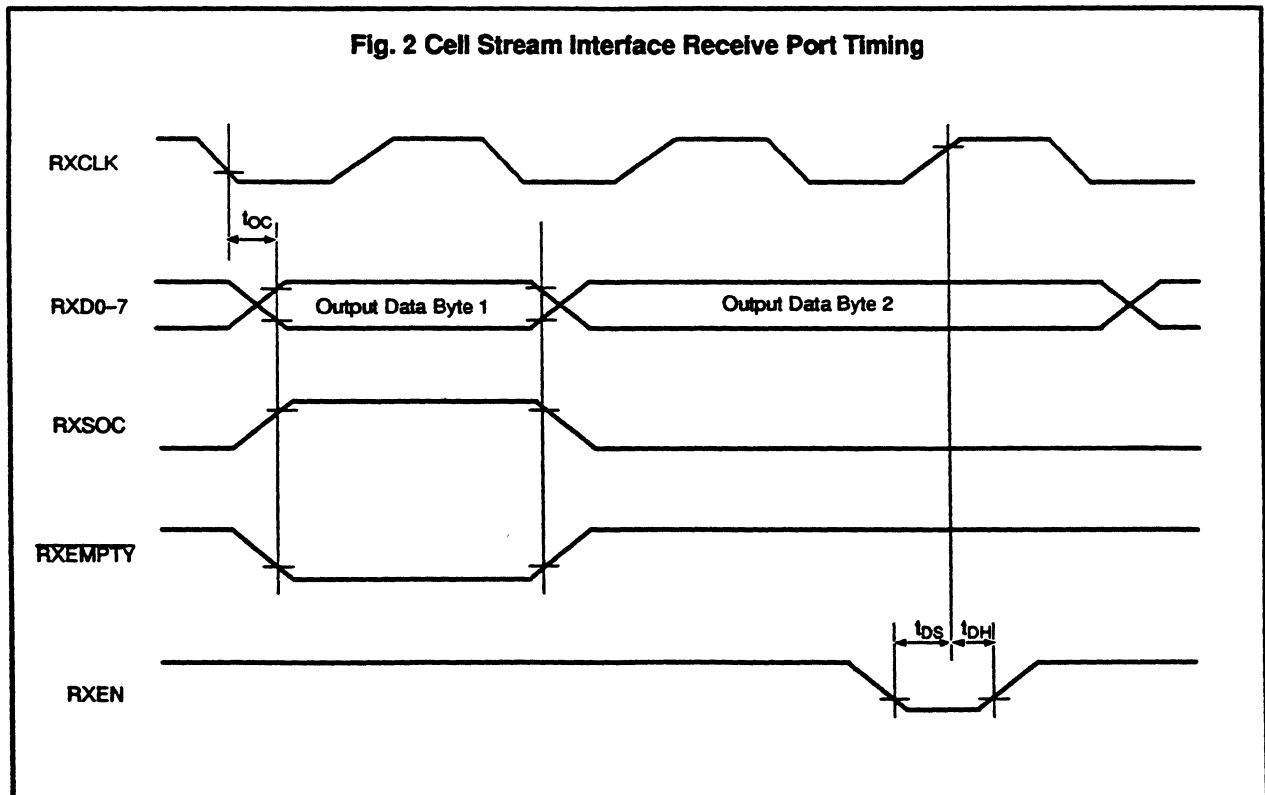 Fig. 2 Cell Stream Interface Receive Port Timing
RXCLK
tOC
RXD0–7
Output Data Byte 1
Output Data Byte 2
RXSOC
RXEMPTY
tDS
tDH
RXEN